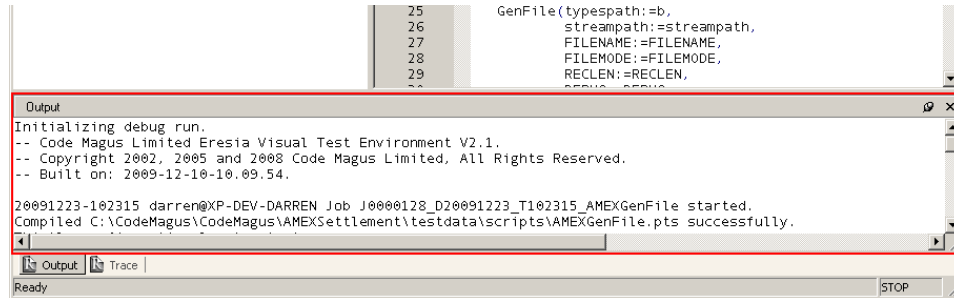 25 GenFile(typespath:=b,
26 streampath:=streampath,
27 FILENAME:=FILENAME,
28 FILEMODE:=FILEMODE,
29 RECLEN:=RECLEN,
Output
Initializing debug run.
-- Code Magus Limited Eresia Visual Test Environment V2.1.
-- Copyright 2002, 2005 and 2008 Code Magus Limited, All Rights Reserved.
-- Built on: 2009-12-10-10.09.54.
20091223-102315 darren@XP-DEV-DARREN Job J0000128_D20091223_T102315_AMEXGenFile started.
Compiled C:\CodeMagus\CodeMagus\AMEXSettlement\testdata\scripts\AMEXGenFile.pts successfully.
Output Trace
Ready STOP